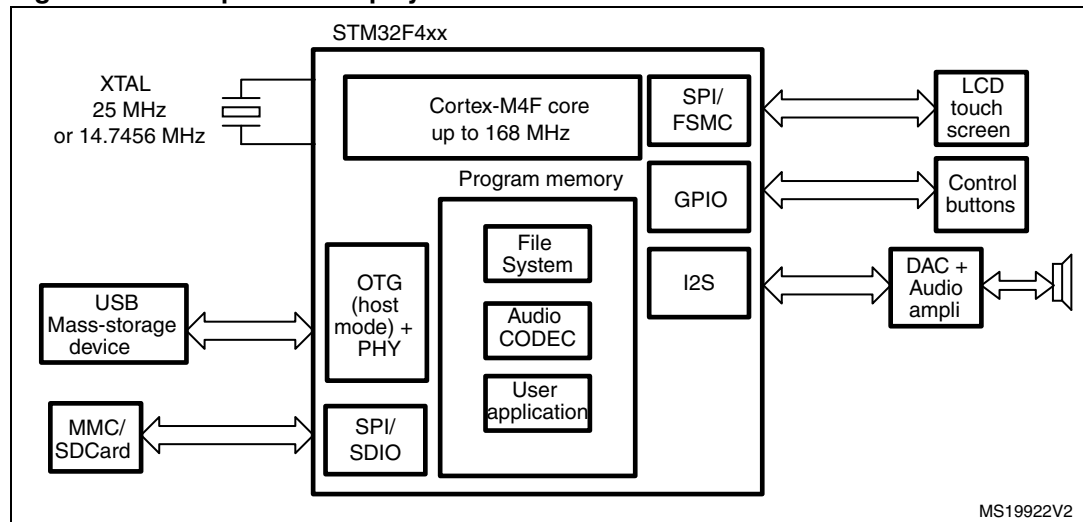 STM32F4xx
XTAL
25 MHz
or 14.7456 MHz
Cortex-M4F core
up to 168 MHz
SPI/
FSMC
LCD
touch
screen
Program memory
GPIO
Control
buttons
File
System
I2S
DAC +
Audio
ampli
OTG
(host
mode) +
PHY
USB
Mass-storage
device
Audio
CODEC
User
application
MMC/
SDCard
SPI/
SDIO
MS19922V2